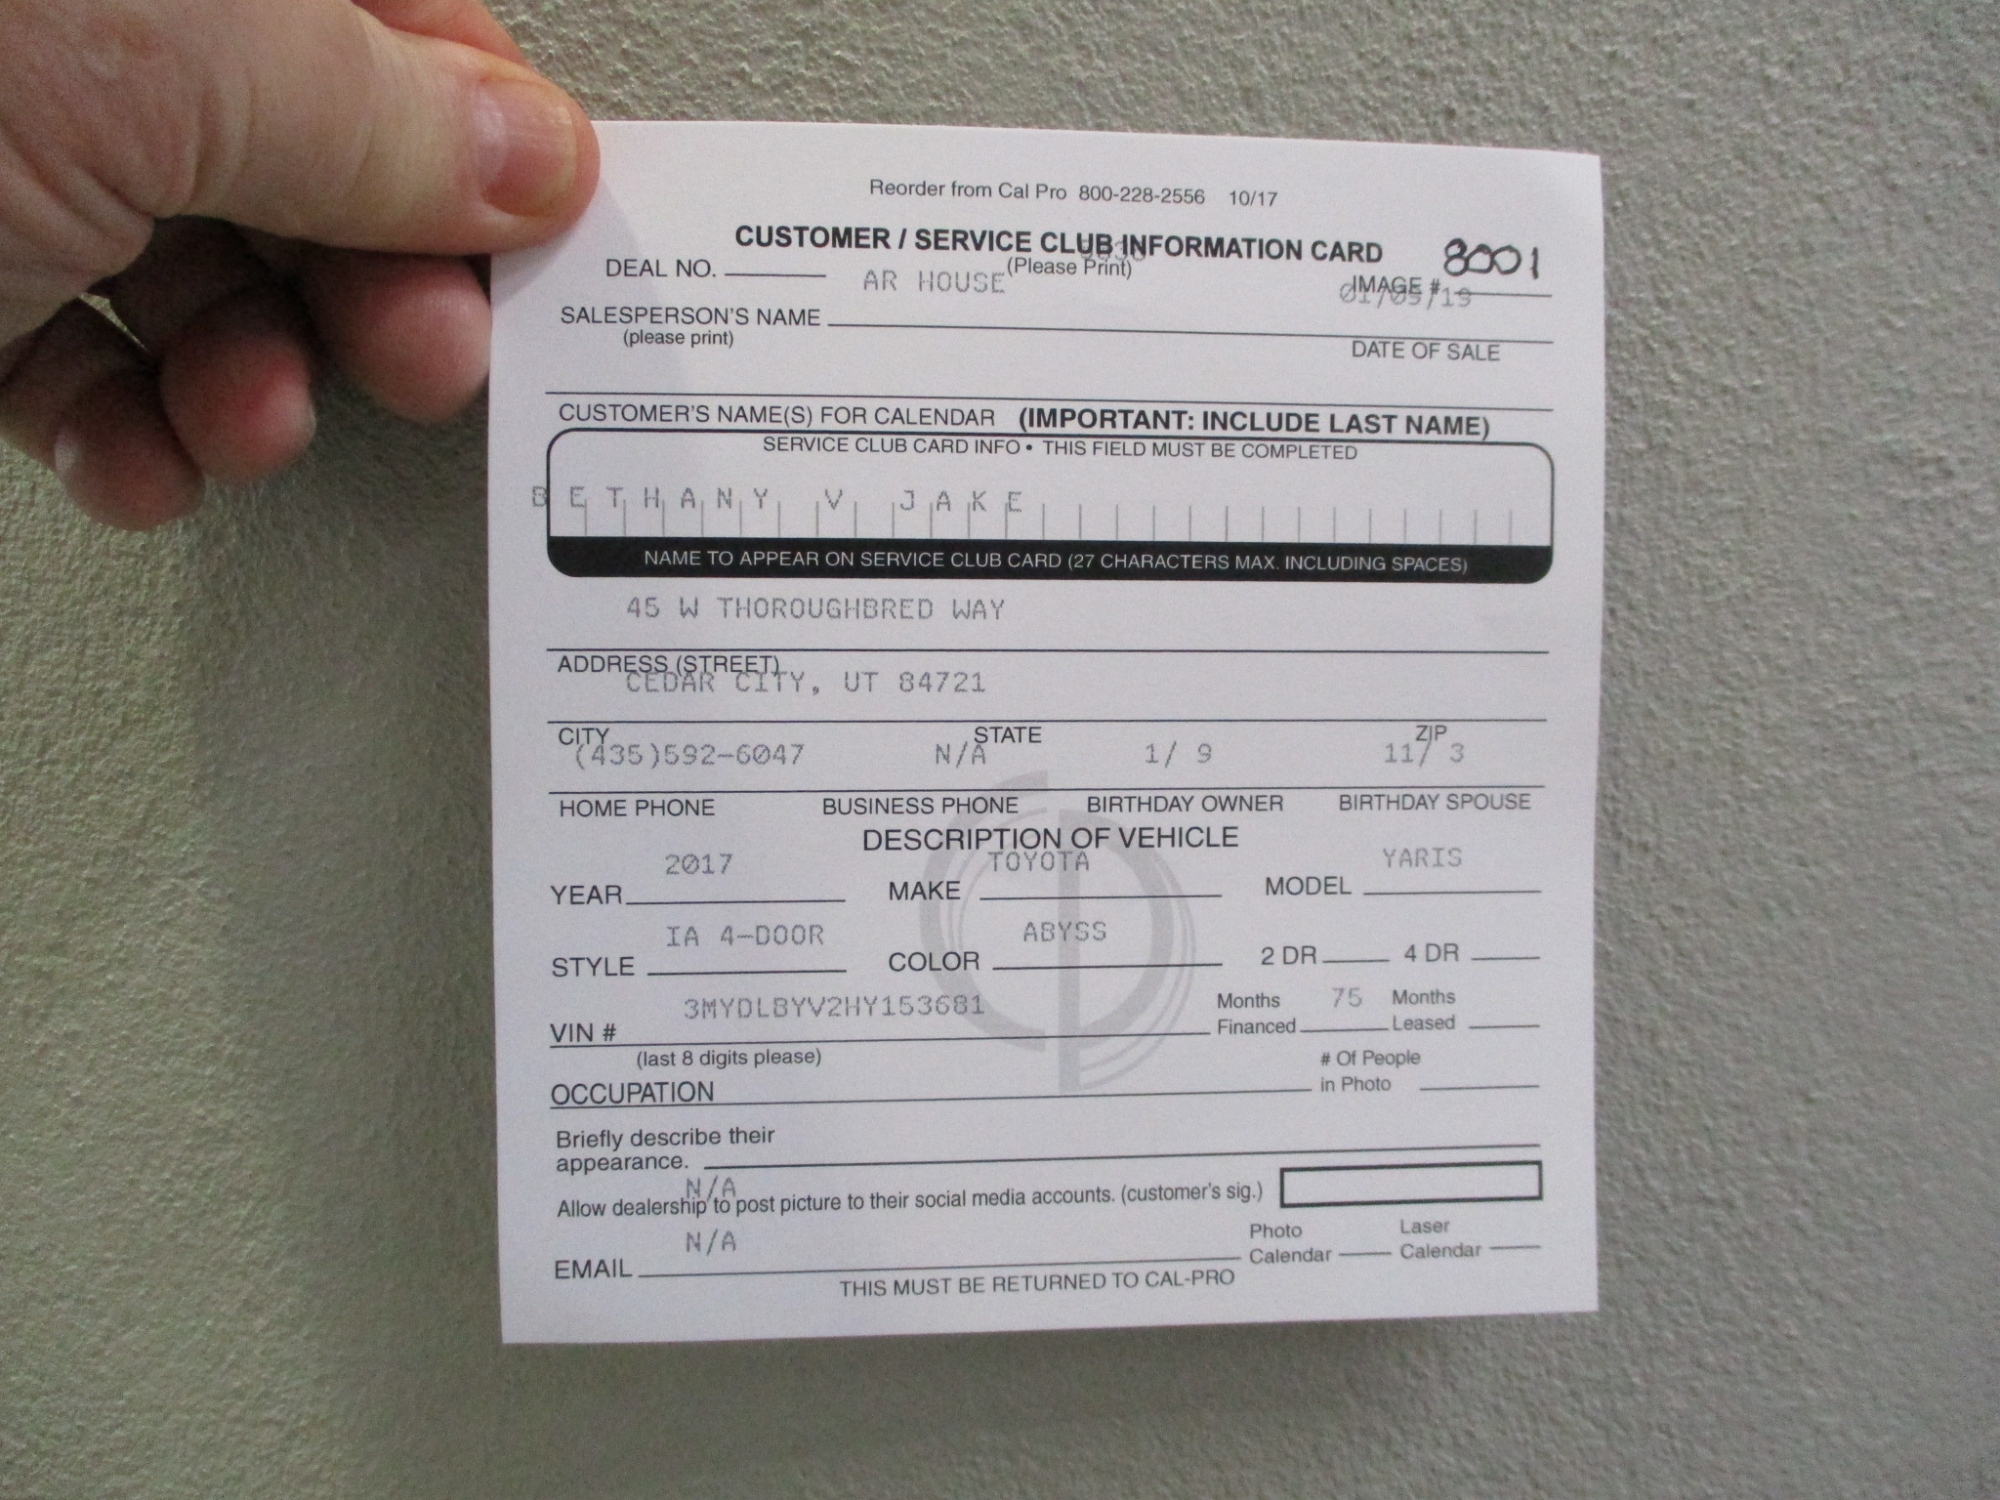 Reorder from Cal Pro 800-228-2556 10/17
CUSTOMER / SERVICE CLUB INFORMATION CARD 8001
DEAL NO. AR HOUSE (Please Print) IMAGE #
SALESPERSON'S NAME
(please print) DATE OF SALE
CUSTOMER'S NAME(S) FOR CALENDAR (IMPORTANT: INCLUDE LAST NAME)
SERVICE CLUB CARD INFO • THIS FIELD MUST BE COMPLETED
BETHANY V JAKE
NAME TO APPEAR ON SERVICE CLUB CARD (27 CHARACTERS MAX. INCLUDING SPACES)
45 W THOROUGHBRED WAY
ADDRESS (STREET)
CEDAR CITY, UT 84721
CITY STATE ZIP
(435)592-6047 N/A 1/ 9 11/ 3
HOME PHONE BUSINESS PHONE BIRTHDAY OWNER BIRTHDAY SPOUSE
DESCRIPTION OF VEHICLE
2017 TOYOTA YARIS
YEAR MAKE MODEL
IA 4-DOOR ABYSS
STYLE COLOR 2 DR 4 DR
3MYDLBYV2HY153681 Months 75 Months
VIN # Financed Leased
(last 8 digits please) # Of People
OCCUPATION in Photo
Briefly describe their
appearance.
N/A
Allow dealership to post picture to their social media accounts. (customer's sig.)
N/A Photo Laser
EMAIL Calendar Calendar
THIS MUST BE RETURNED TO CAL-PRO